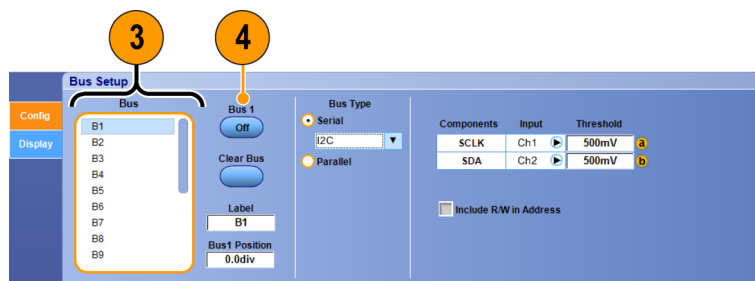 3
4
Bus Setup
Config
Display
Bus
B1
B2
B3
B4
B5
B6
B7
B8
B9
Bus 1
Off
Clear Bus
Label
B1
Bus1 Position
0.0div
Bus Type
Serial
I2C
Parallel
Components Input Threshold
SCLK Ch1 500mV a
SDA Ch2 500mV b
Include R/W in Address